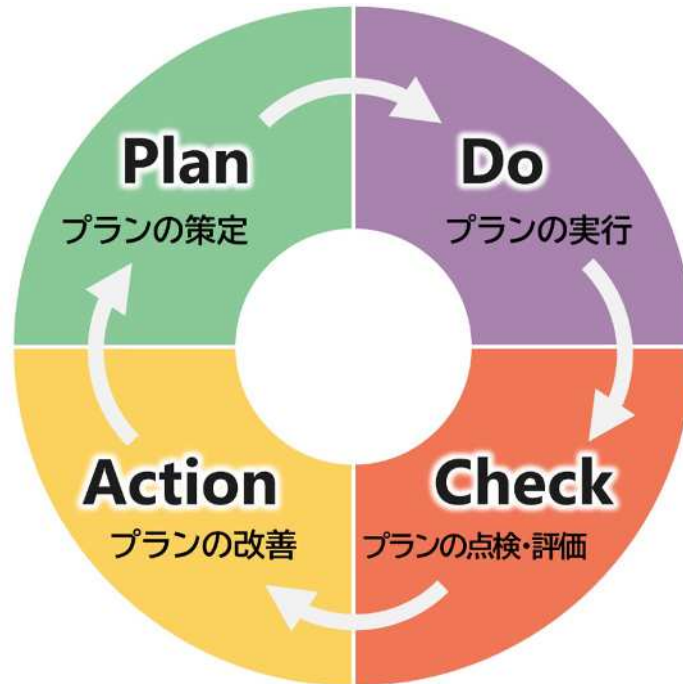 Plan
プランの策定
Do
プランの実行
Check
プランの点検・評価
Action
プランの改善